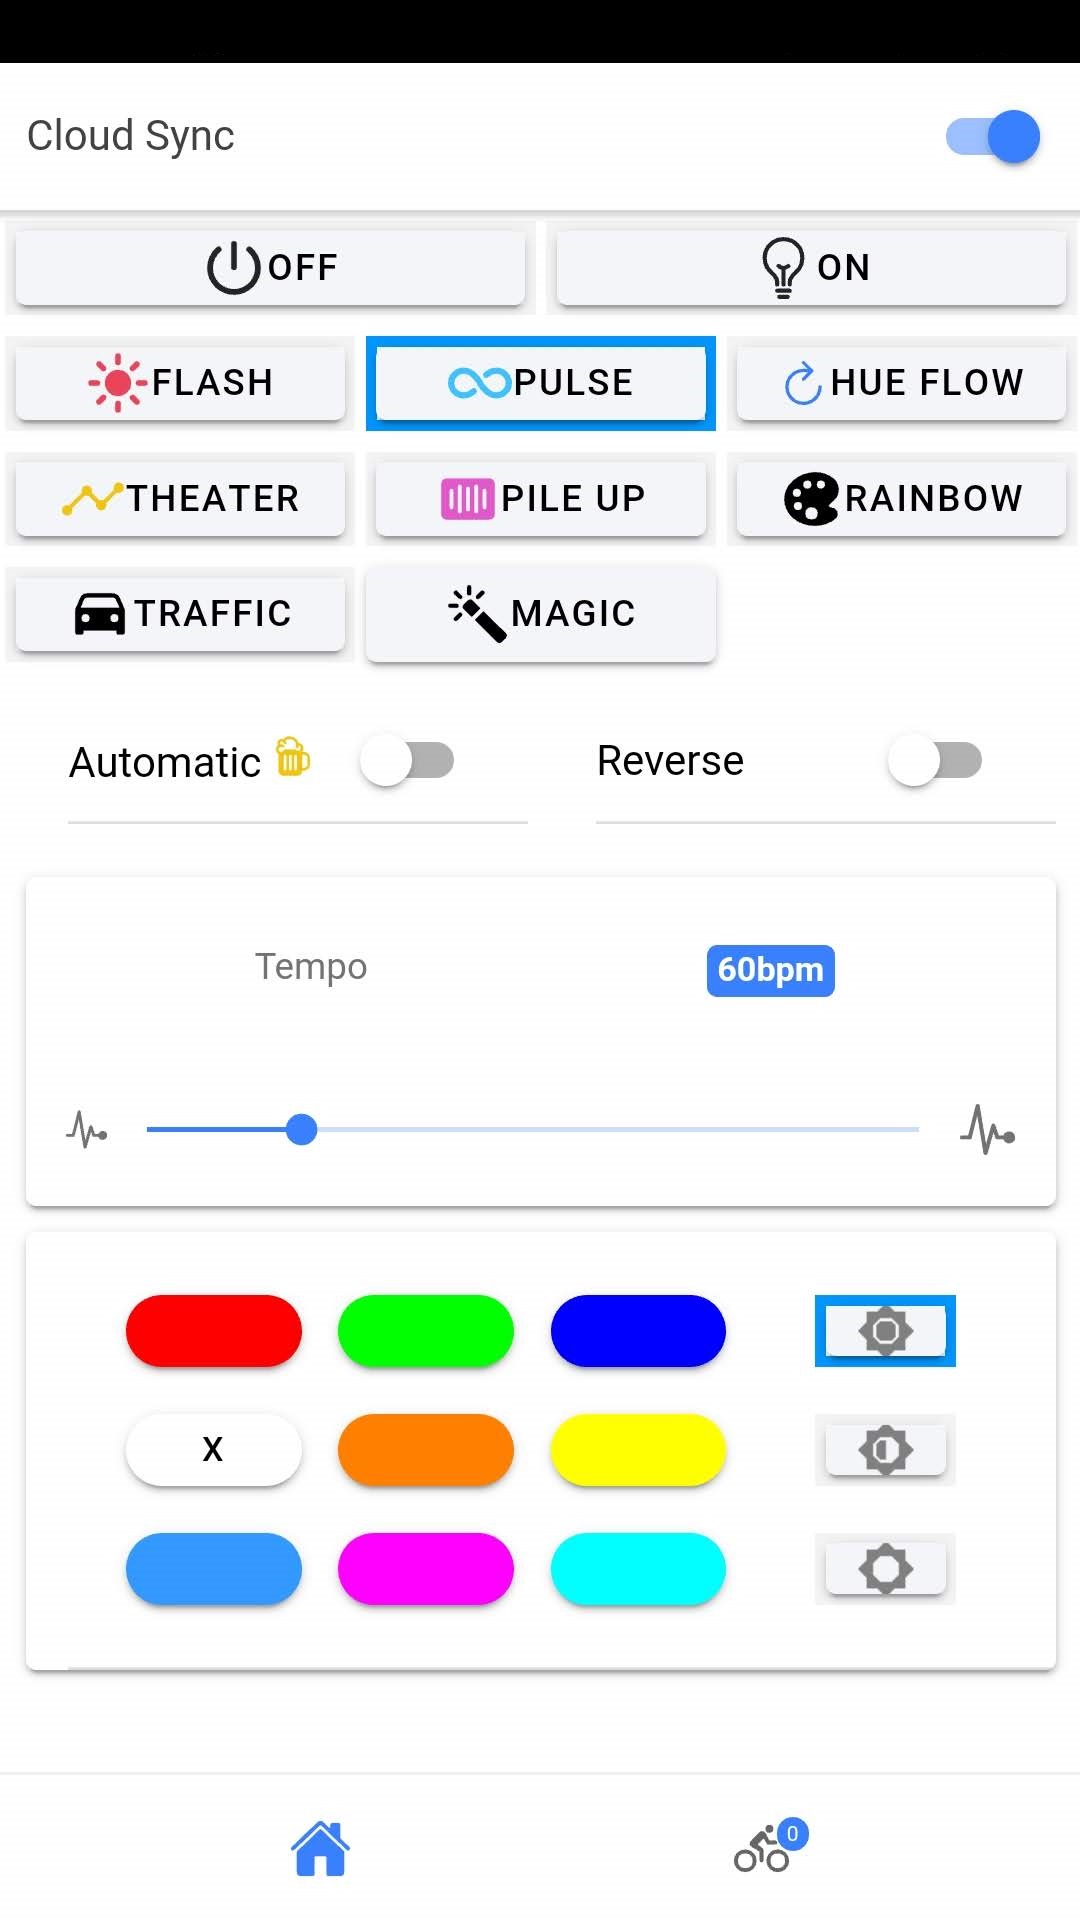 Cloud Sync
OFF
ON
FLASH
PULSE
HUE FLOW
THEATER
PILE UP
RAINBOW
TRAFFIC
MAGIC
Automatic
Reverse
Tempo
60bpm
X
0